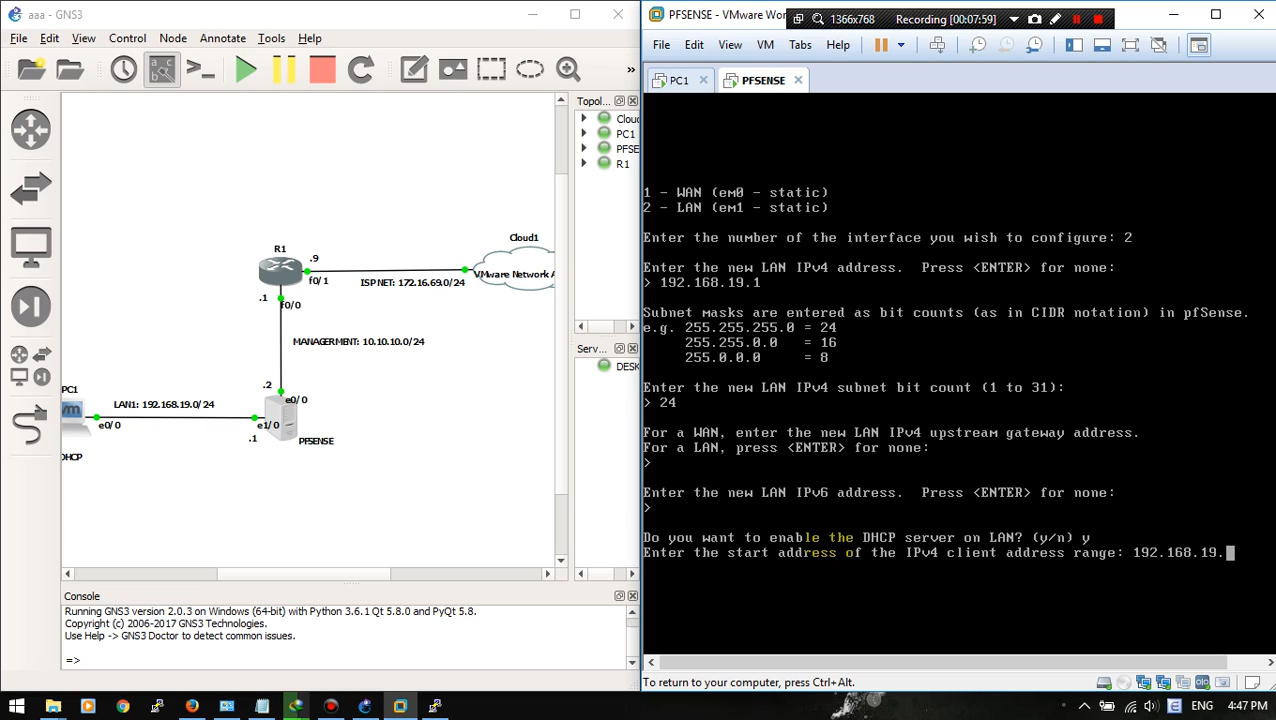 aaa - GNS3
File Edit View Control Node Annotate Tools Help
»
Topol...
Clou
PC1
PFSE
R1
R1
.9
f0/1
ISP NET: 172.16.69.0/24
Cloud1
VMware Network A
.1
f0/0
MANAGERMENT: 10.10.10.0/24
.2
e0/0
PC1
vm
LAN1: 192.168.19.0/24
e0/0
e1/0
.1
PFSENSE
DHCP
Serv...
DESK
Console
Running GNS3 version 2.0.3 on Windows (64-bit) with Python 3.6.1 Qt 5.8.0 and PyQt 5.8.
Copyright (c) 2006-2017 GNS3 Technologies.
Use Help -> GNS3 Doctor to detect common issues.
=>
PFSENSE - VMware Wor
1366x768 Recording [00:07:59]
File Edit View VM Tabs Help
PC1 PFSENSE
1 - WAN (em0 - static)
2 - LAN (em1 - static)
Enter the number of the interface you wish to configure: 2
Enter the new LAN IPv4 address.  Press <ENTER> for none:
> 192.168.19.1
Subnet masks are entered as bit counts (as in CIDR notation) in pfSense.
e.g. 255.255.255.0 = 24
255.255.0.0   = 16
255.0.0.0     = 8
Enter the new LAN IPv4 subnet bit count (1 to 31):
> 24
For a WAN, enter the new LAN IPv4 upstream gateway address.
For a LAN, press <ENTER> for none:
>
Enter the new LAN IPv6 address.  Press <ENTER> for none:
>
Do you want to enable the DHCP server on LAN? (y/n) y
Enter the start address of the IPv4 client address range: 192.168.19.
To return to your computer, press Ctrl+Alt.
ENG 4:47 PM